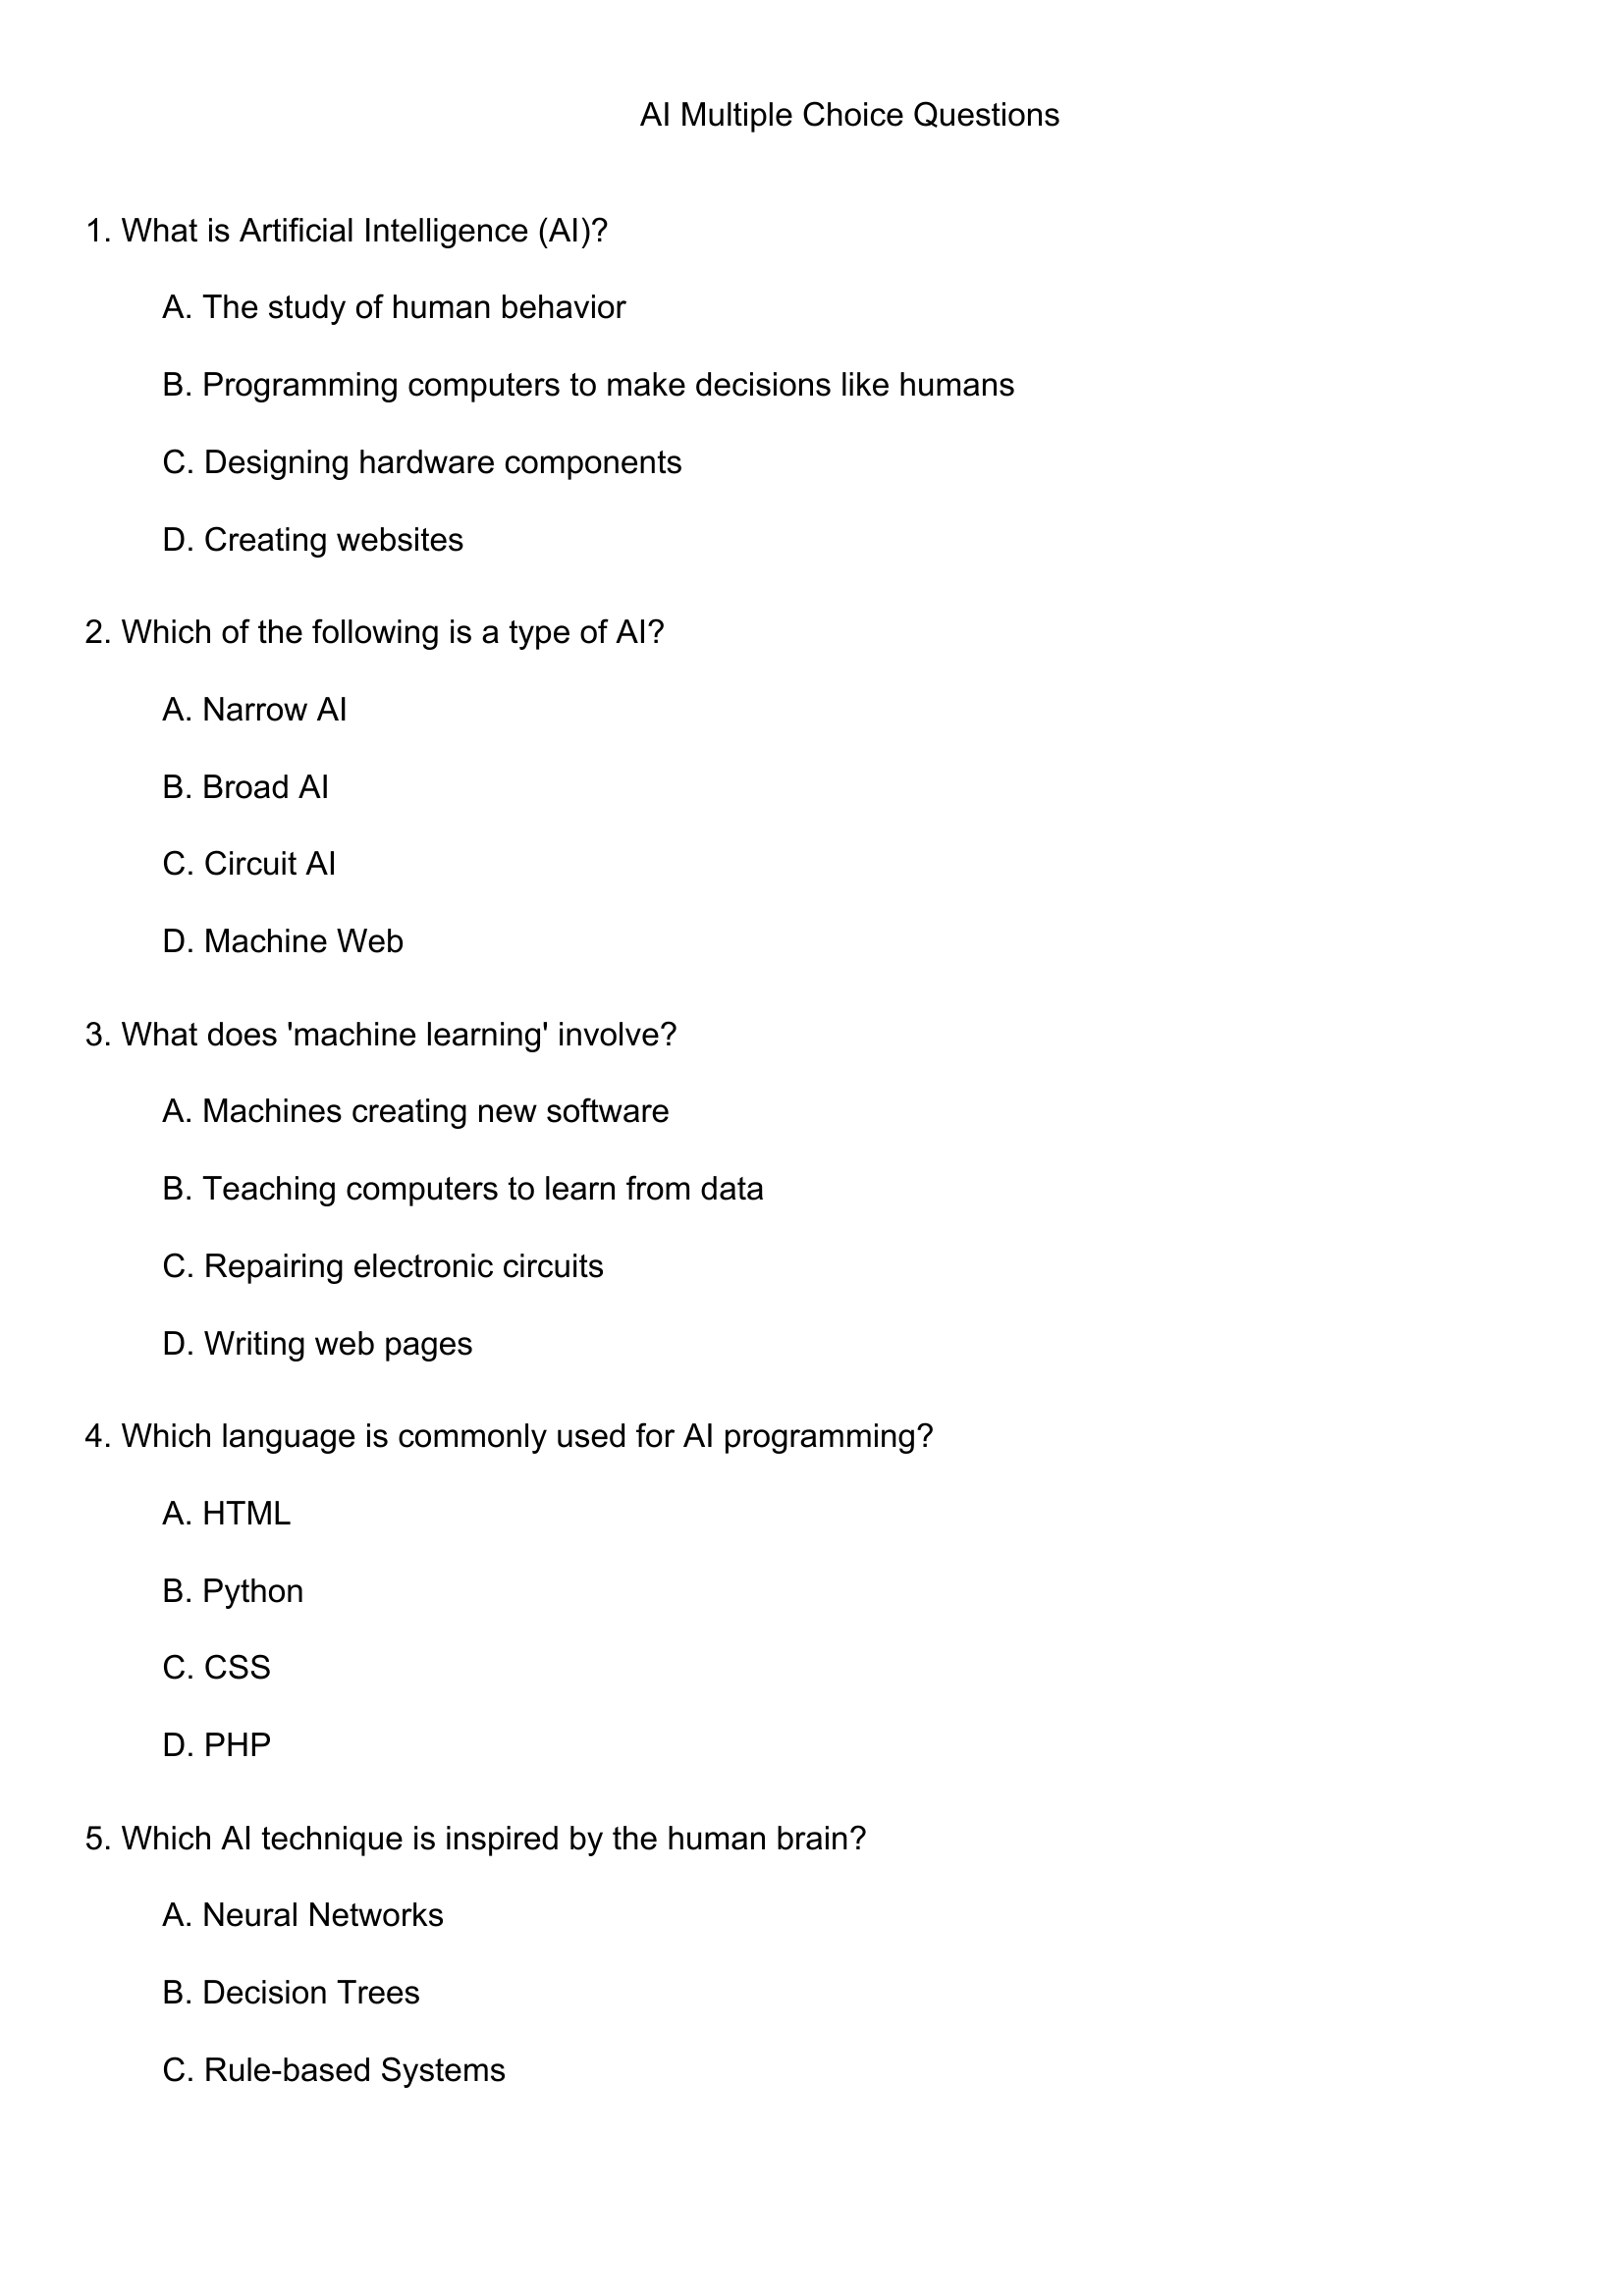 AI Multiple Choice Questions
1. What is Artificial Intelligence (AI)?
A. The study of human behavior
B. Programming computers to make decisions like humans
C. Designing hardware components
D. Creating websites
2. Which of the following is a type of AI?
A. Narrow AI
B. Broad AI
C. Circuit AI
D. Machine Web
3. What does 'machine learning' involve?
A. Machines creating new software
B. Teaching computers to learn from data
C. Repairing electronic circuits
D. Writing web pages
4. Which language is commonly used for AI programming?
A. HTML
B. Python
C. CSS
D. PHP
5. Which AI technique is inspired by the human brain?
A. Neural Networks
B. Decision Trees
C. Rule-based Systems